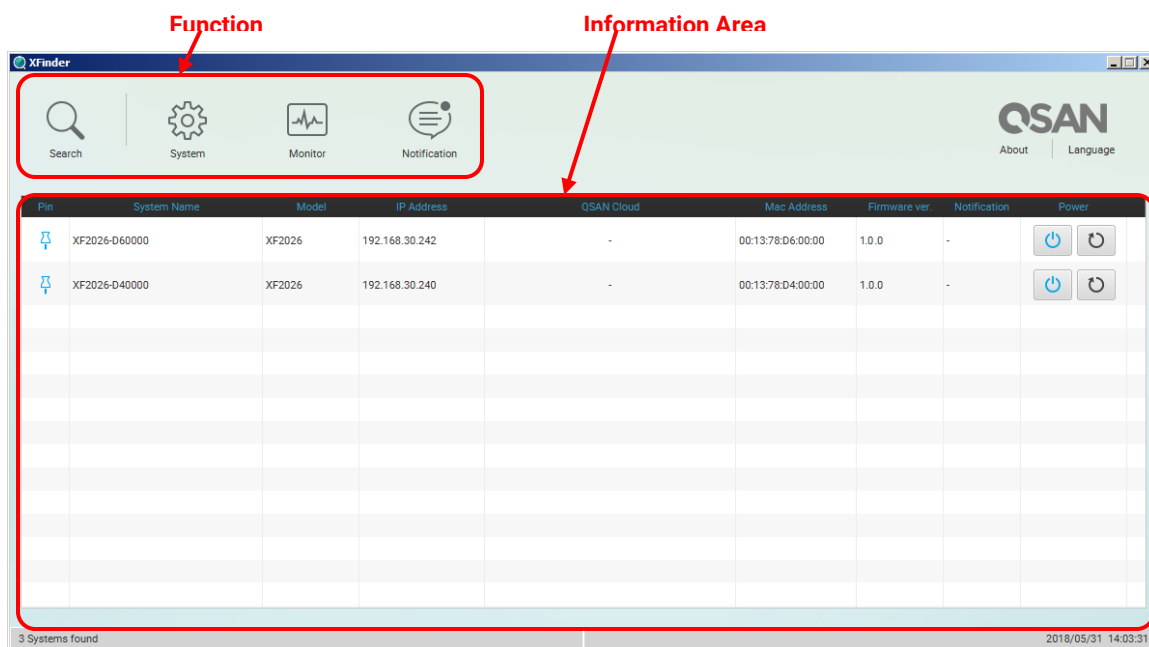 Function
Information Area
XFinder
Search
System
Monitor
Notification
QSAN
About
Language
Pin System Name Model IP Address QSAN Cloud Mac Address Firmware ver. Notification Power
XF2026-D60000 XF2026 192.168.30.242 - 00:13:78:D6:00:00 1.0.0 -
XF2026-D40000 XF2026 192.168.30.240 - 00:13:78:D4:00:00 1.0.0 -
3 Systems found
2018/05/31 14:03:31